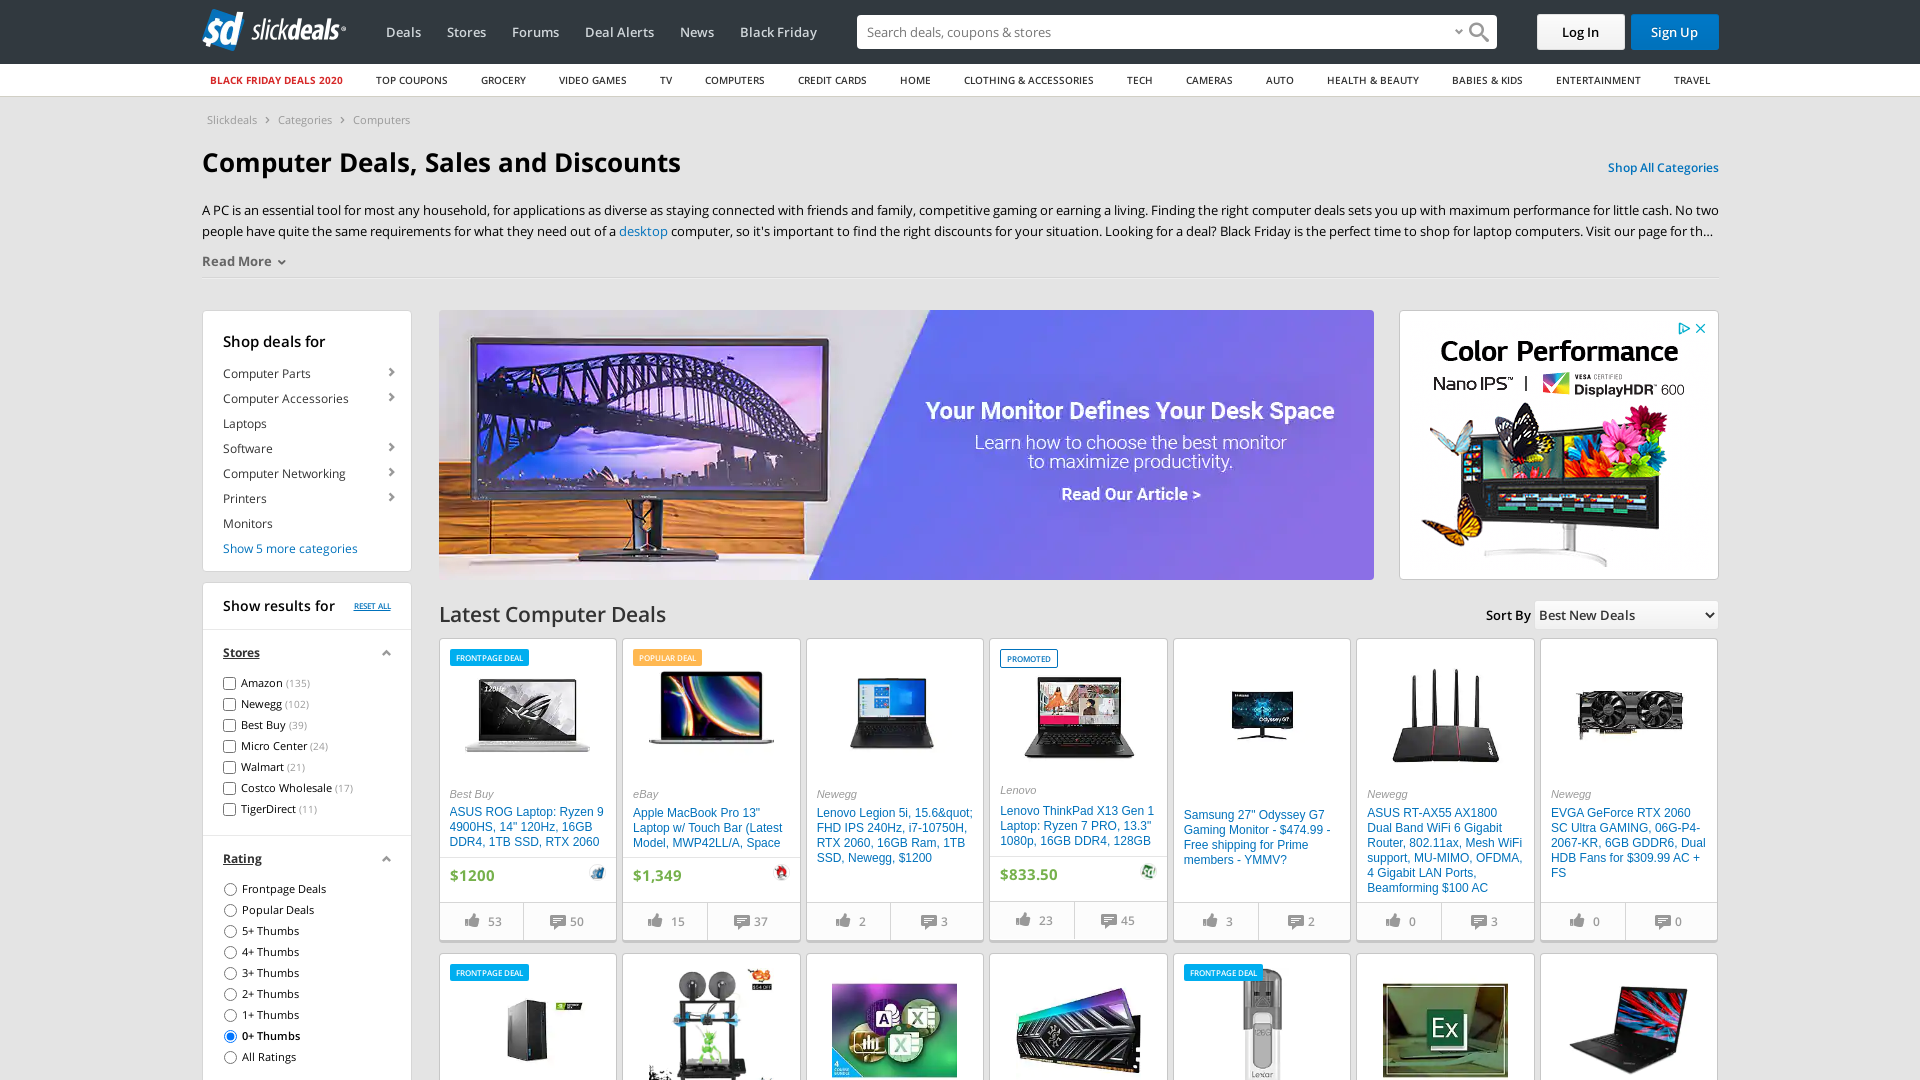 slickdeals
Deals
Stores
Forums
Deal Alerts
News
Black Friday
Search deals, coupons & stores
Log In
Sign Up
BLACK FRIDAY DEALS 2020
TOP COUPONS
GROCERY
VIDEO GAMES
TV
COMPUTERS
CREDIT CARDS
HOME
CLOTHING & ACCESSORIES
TECH
CAMERAS
AUTO
HEALTH & BEAUTY
BABIES & KIDS
ENTERTAINMENT
TRAVEL
Slickdeals > Categories > Computers
Computer Deals, Sales and Discounts
Shop All Categories
A PC is an essential tool for most any household, for applications as diverse as staying connected with friends and family, competitive gaming or earning a living. Finding the right computer deals sets you up with maximum performance for little cash. No two
people have quite the same requirements for what they need out of a desktop computer, so it's important to find the right discounts for your situation. Looking for a deal? Black Friday is the perfect time to shop for laptop computers. Visit our page for th...
Read More
Shop deals for
Computer Parts
Computer Accessories
Laptops
Software
Computer Networking
Printers
Monitors
Show 5 more categories
Show results for
RESET ALL
Stores
Amazon (135)
Newegg (102)
Best Buy (39)
Micro Center (24)
Walmart (21)
Costco Wholesale (17)
TigerDirect (11)
Rating
Frontpage Deals
Popular Deals
5+ Thumbs
4+ Thumbs
3+ Thumbs
2+ Thumbs
1+ Thumbs
0+ Thumbs
All Ratings
Your Monitor Defines Your Desk Space
Learn how to choose the best monitor
to maximize productivity.
Read Our Article >
Color Performance
Nano IPS™ | VESA CERTIFIED
DisplayHDR™ 600
Latest Computer Deals
Sort By Best New Deals
FRONTPAGE DEAL
120Hz
Best Buy
ASUS ROG Laptop: Ryzen 9
4900HS, 14" 120Hz, 16GB
DDR4, 1TB SSD, RTX 2060
$1200
53
50
POPULAR DEAL
eBay
Apple MacBook Pro 13"
Laptop w/ Touch Bar (Latest
Model, MWP42LL/A, Space
$1,349
15
37
Newegg
Lenovo Legion 5i, 15.6&quot;
FHD IPS 240Hz, i7-10750H,
RTX 2060, 16GB Ram, 1TB
SSD, Newegg, $1200
2
3
PROMOTED
Lenovo
Lenovo ThinkPad X13 Gen 1
Laptop: Ryzen 7 PRO, 13.3"
1080p, 16GB DDR4, 128GB
$833.50
23
45
Odyssey G7
Samsung 27" Odyssey G7
Gaming Monitor - $474.99 -
Free shipping for Prime
members - YMMV?
3
2
Newegg
ASUS RT-AX55 AX1800
Dual Band WiFi 6 Gigabit
Router, 802.11ax, Mesh WiFi
support, MU-MIMO, OFDMA,
4 Gigabit LAN Ports,
Beamforming $100 AC
0
3
Newegg
EVGA GeForce RTX 2060
SC Ultra GAMING, 06G-P4-
2067-KR, 6GB GDDR6, Dual
HDB Fans for $309.99 AC +
FS
0
0
FRONTPAGE DEAL
FRONTPAGE DEAL
Lexar
Ex